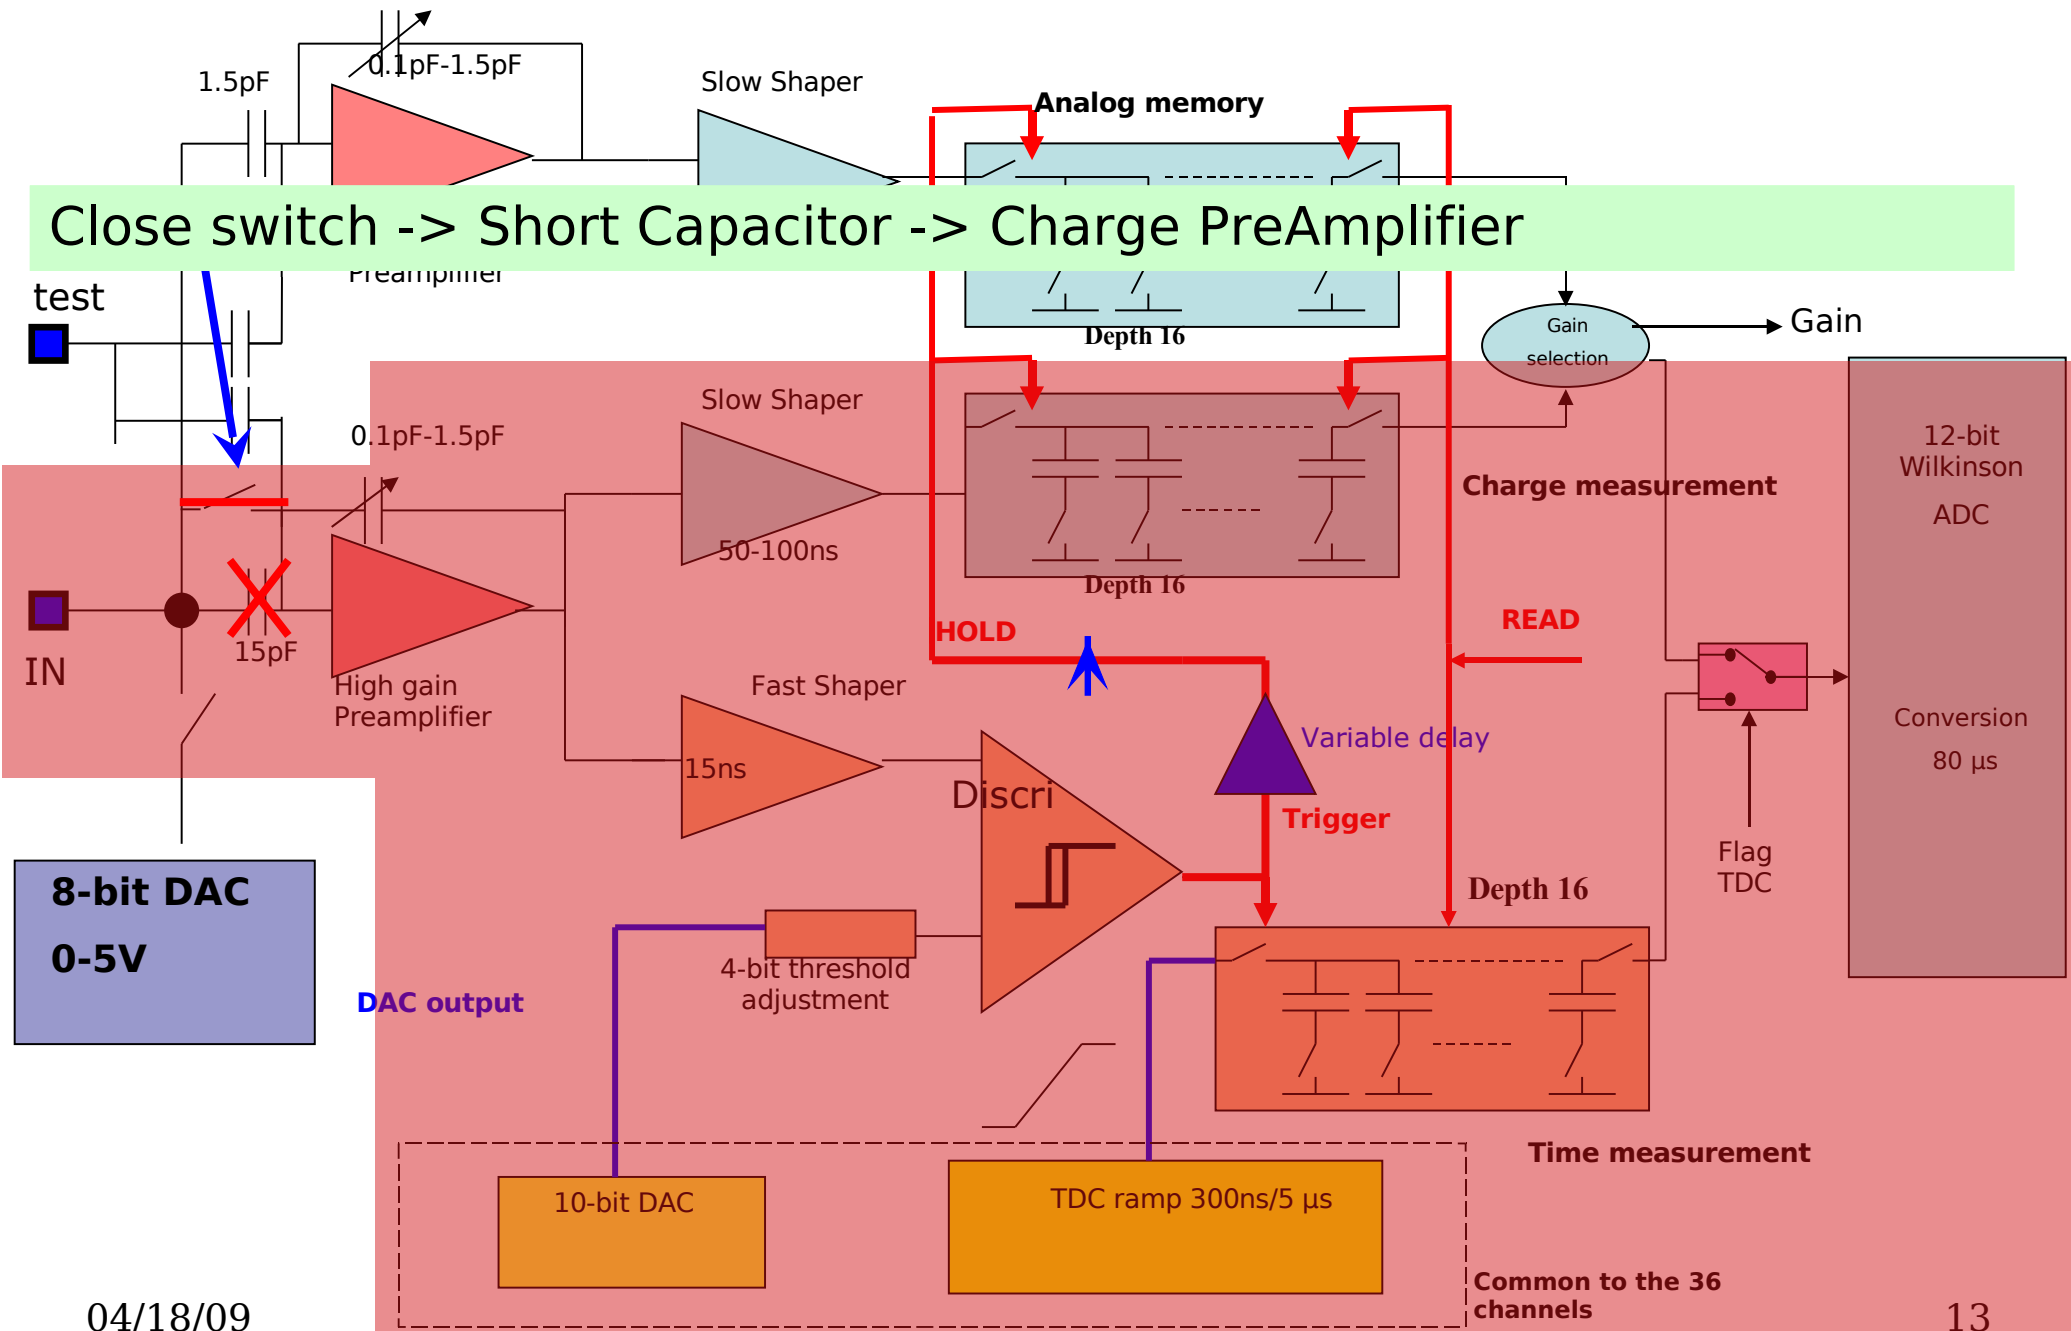 0.1pF-1.5pF
1.5pF
Slow Shaper
Analog memory
Close switch -> Short Capacitor -> Charge PreAmplifier
Preamplifier
test
Depth 16
Gain
selection
Gain
Slow Shaper
0.1pF-1.5pF
12-bit
Wilkinson
ADC
Charge measurement
50-100ns
Depth 16
HOLD
READ
15pF
IN
High gain
Preamplifier
Fast Shaper
Variable delay
Conversion
80 µs
15ns
Discri
Trigger
Flag
TDC
8-bit DAC
0-5V
Depth 16
4-bit threshold
adjustment
DAC output
Time measurement
10-bit DAC
TDC ramp 300ns/5 µs
Common to the 36
channels
04/18/09
13